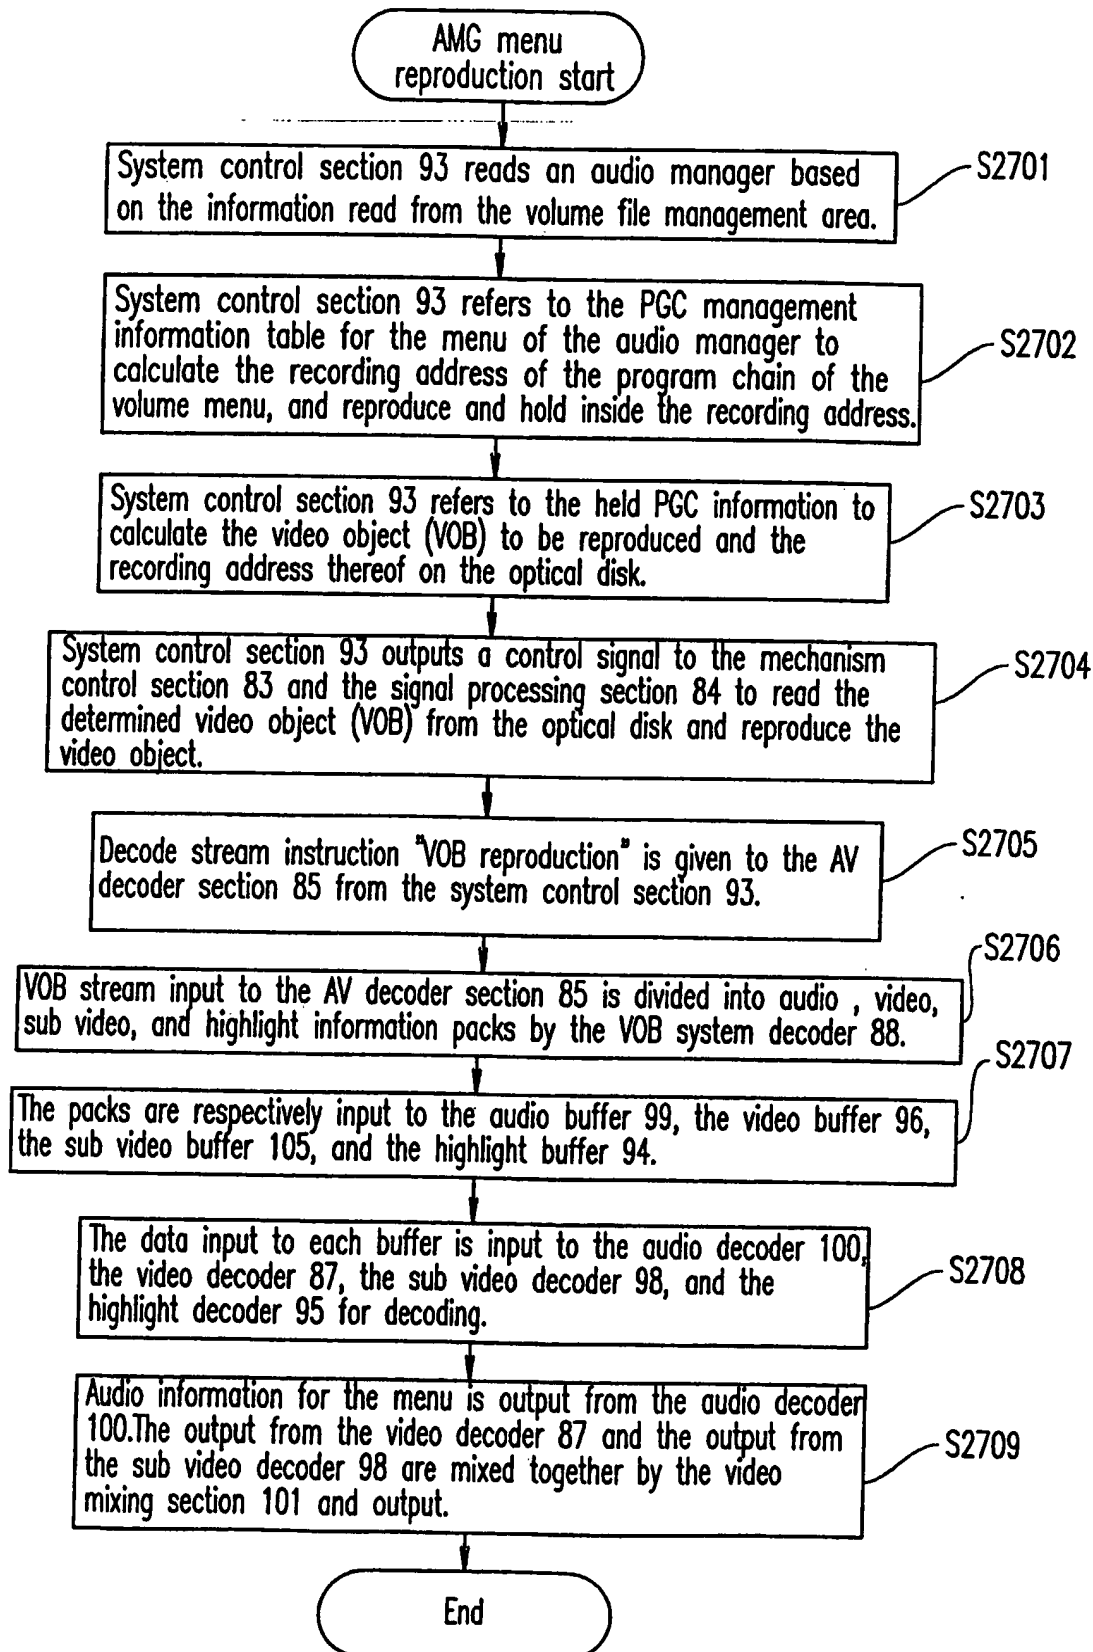 AMG menu
reproduction start
System control section 93 reads an audio manager based
on the information read from the volume file management area.
S2701
System control section 93 refers to the PGC management
information table for the menu of the audio manager to
calculate the recording address of the program chain of the
volume menu, and reproduce and hold inside the recording address.
S2702
System control section 93 refers to the held PGC information to
calculate the video object (VOB) to be reproduced and the
recording address thereof on the optical disk.
S2703
System control section 93 outputs a control signal to the mechanism
control section 83 and the signal processing section 84 to read the
determined video object (VOB) from the optical disk and reproduce the
video object.
S2704
Decode stream instruction "VOB reproduction" is given to the AV
decoder section 85 from the system control section 93.
S2705
VOB stream input to the AV decoder section 85 is divided into audio , video,
sub video, and highlight information packs by the VOB system decoder 88.
S2706
The packs are respectively input to the audio buffer 99, the video buffer 96,
the sub video buffer 105, and the highlight buffer 94.
S2707
The data input to each buffer is input to the audio decoder 100,
the video decoder 87, the sub video decoder 98, and the
highlight decoder 95 for decoding.
S2708
Audio information for the menu is output from the audio decoder
100.The output from the video decoder 87 and the output from
the sub video decoder 98 are mixed together by the video
mixing section 101 and output.
S2709
End